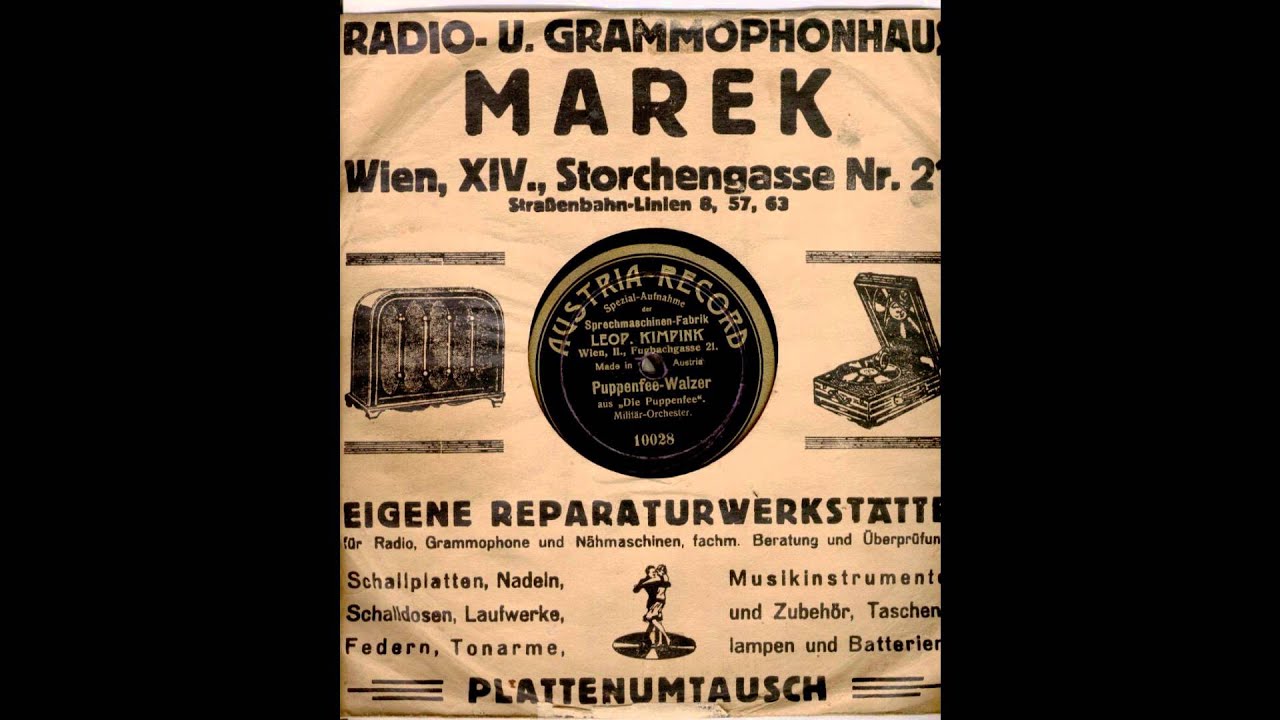 RADIO- U. GRAMMOPHONHAUS
MAREK
Wien, XIV., Storchengasse Nr. 21
Straßenbahn-Linien 8, 57, 63
AUSTRIA-RECORD
Spezial-Aufnahme
der
Sprechmaschinen-Fabrik
LEOP. KIMPINK
Wien, II., Fugbachgasse 21.
Made in Austria
Puppenfee-Walzer
aus „Die Puppenfee“.
Militär-Orchester.
10028
EIGENE REPARATURWERKSTÄTTE
für Radio, Grammophone und Nähmaschinen, fachm. Beratung und Überprüfun
Schallplatten, Nadeln,
Schalldosen, Laufwerke,
Federn, Tonarme,
Musikinstrumente
und Zubehör, Taschen
lampen und Batterien
PLATTENUMTAUSCH